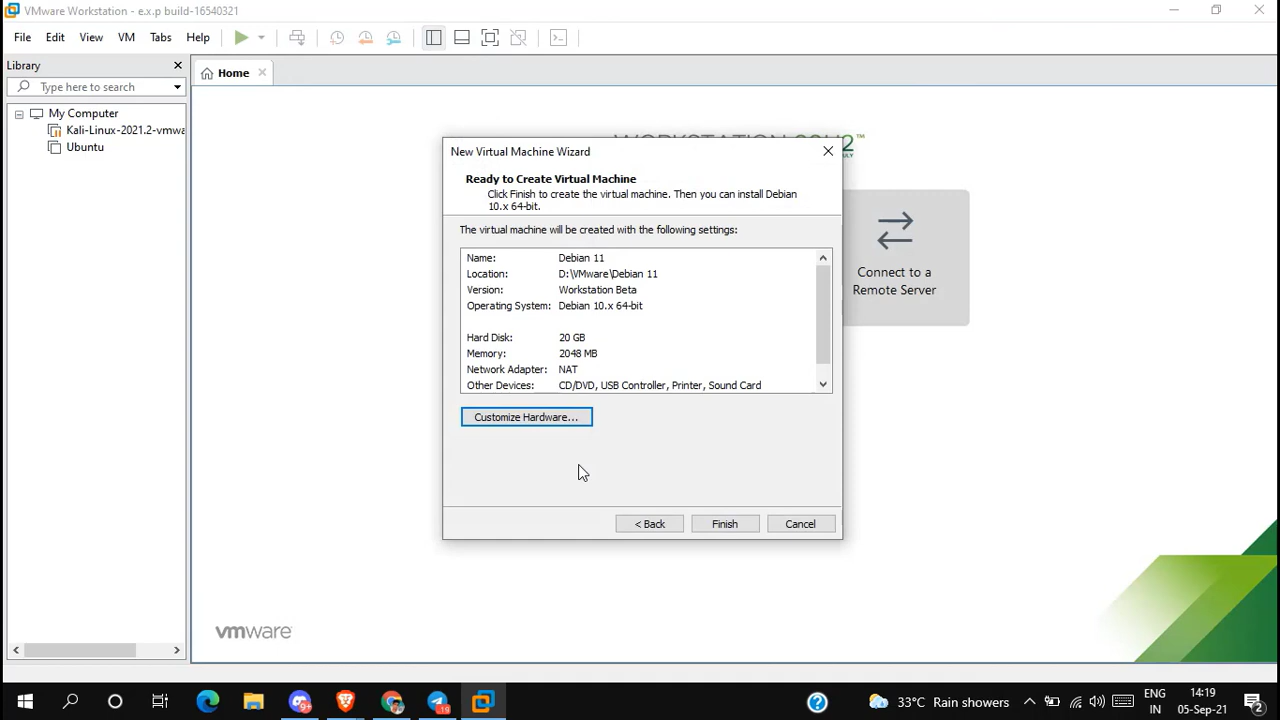 VMware Workstation - e.x.p build-16540321
File Edit View VM Tabs Help
Library
Home
Type here to search
My Computer
Kali-Linux-2021.2-vmwa
Ubuntu
New Virtual Machine Wizard
Ready to Create Virtual Machine
Click Finish to create the virtual machine. Then you can install Debian
10.x 64-bit.
The virtual machine will be created with the following settings:
Name: Debian 11
Location: D:\VMware\Debian 11
Version: Workstation Beta
Operating System: Debian 10.x 64-bit
Hard Disk: 20 GB
Memory: 2048 MB
Network Adapter: NAT
Other Devices: CD/DVD, USB Controller, Printer, Sound Card
Customize Hardware...
< Back Finish Cancel
Connect to a
Remote Server
vmware
33°C Rain showers
ENG
IN
14:19
05-Sep-21
2